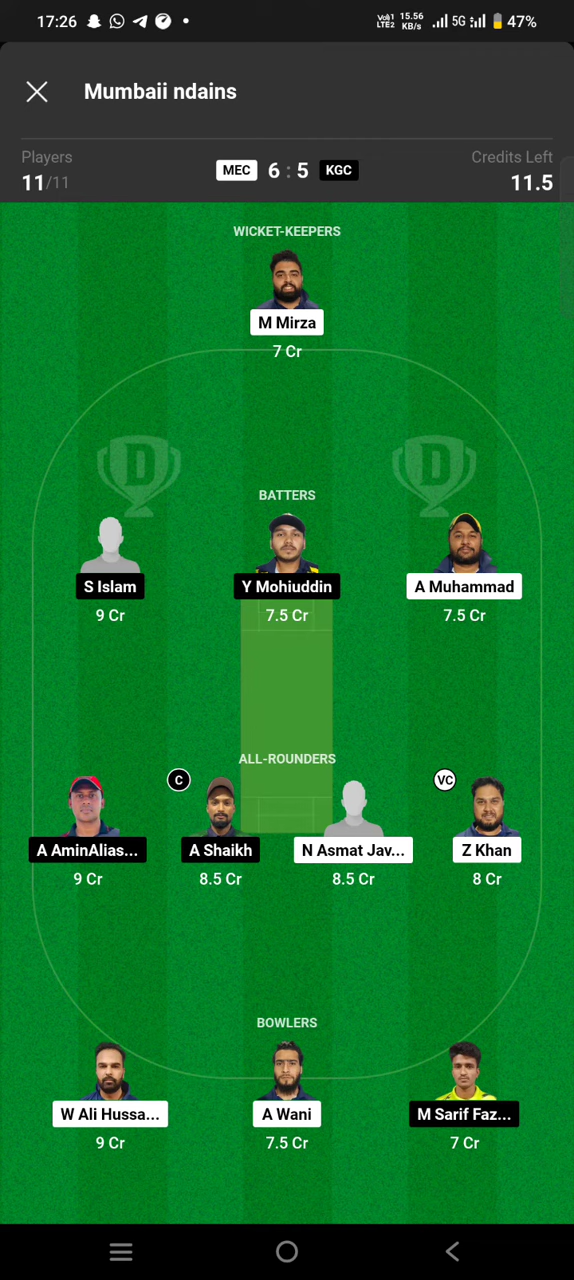 17:26
Vo)) 1 LTE2 15.56 KB/s 5G 47%
Mumbaii ndains
Players
Credits Left
11/11
MEC 6 : 5 KGC
11.5
WICKET-KEEPERS
M Mirza
7 Cr
D D
BATTERS
S Islam Y Mohiuddin A Muhammad
9 Cr 7.5 Cr 7.5 Cr
ALL-ROUNDERS
C VC
A AminAlias... A Shaikh N Asmat Jav... Z Khan
9 Cr 8.5 Cr 8.5 Cr 8 Cr
BOWLERS
W Ali Hussa... A Wani M Sarif Faz...
9 Cr 7.5 Cr 7 Cr